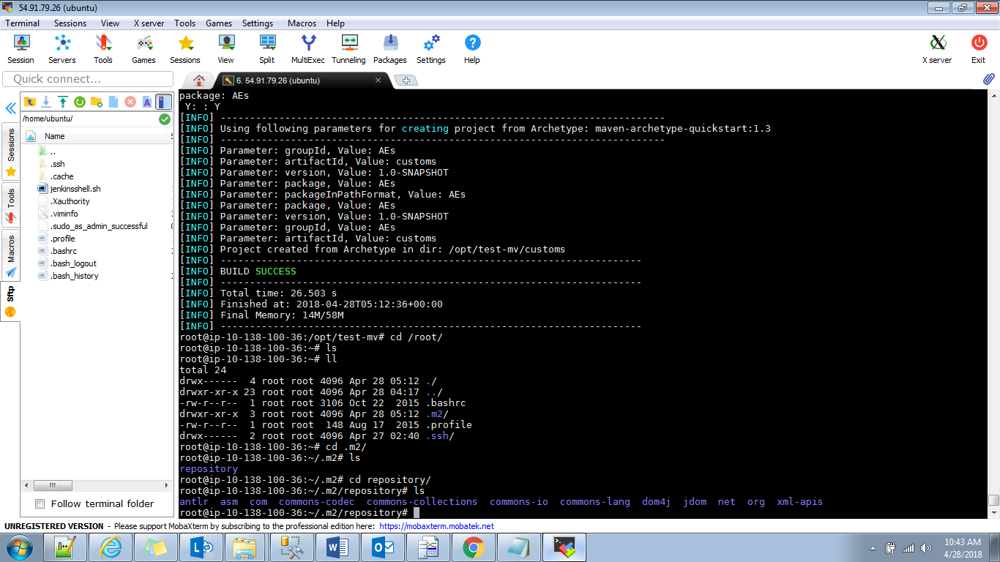 54.91.79.26 (ubuntu)
Terminal Sessions View X server Tools Games Settings Macros Help
Session Servers Tools Games Sessions View Split MultiExec Tunneling Packages Settings Help X server Exit
Quick connect...
6. 54.91.79.26 (ubuntu)
/home/ubuntu/
Name
..
.ssh
.cache
jenkinsshell.sh
.Xauthority
.viminfo
.sudo_as_admin_successful
.profile
.bashrc
.bash_logout
.bash_history
Sessions
Tools
Macros
Sftp
Follow terminal folder
package: AEs
 Y: : Y
[INFO] ----------------------------------------------------------------------------
[INFO] Using following parameters for creating project from Archetype: maven-archetype-quickstart:1.3
[INFO] ----------------------------------------------------------------------------
[INFO] Parameter: groupId, Value: AEs
[INFO] Parameter: artifactId, Value: customs
[INFO] Parameter: version, Value: 1.0-SNAPSHOT
[INFO] Parameter: package, Value: AEs
[INFO] Parameter: packageInPathFormat, Value: AEs
[INFO] Parameter: package, Value: AEs
[INFO] Parameter: version, Value: 1.0-SNAPSHOT
[INFO] Parameter: groupId, Value: AEs
[INFO] Parameter: artifactId, Value: customs
[INFO] Project created from Archetype in dir: /opt/test-mv/customs
[INFO] ------------------------------------------------------------------------
[INFO] BUILD SUCCESS
[INFO] ------------------------------------------------------------------------
[INFO] Total time: 26.503 s
[INFO] Finished at: 2018-04-28T05:12:36+00:00
[INFO] Final Memory: 14M/58M
[INFO] ------------------------------------------------------------------------
root@ip-10-138-100-36:/opt/test-mv# cd /root/
root@ip-10-138-100-36:~# ls
root@ip-10-138-100-36:~# ll
total 24
drwx------  4 root root 4096 Apr 28 05:12 ./
drwxr-xr-x 23 root root 4096 Apr 28 04:17 ../
-rw-r--r--  1 root root 3106 Oct 22  2015 .bashrc
drwxr-xr-x  3 root root 4096 Apr 28 05:12 .m2/
-rw-r--r--  1 root root  148 Aug 17  2015 .profile
drwx------  2 root root 4096 Apr 27 02:40 .ssh/
root@ip-10-138-100-36:~# cd .m2/
root@ip-10-138-100-36:~/.m2# ls
repository
root@ip-10-138-100-36:~/.m2# cd repository/
root@ip-10-138-100-36:~/.m2/repository# ls
antlr  asm  com  commons-codec  commons-collections  commons-io  commons-lang  dom4j  jdom  net  org  xml-apis
root@ip-10-138-100-36:~/.m2/repository#
UNREGISTERED VERSION - Please support MobaXterm by subscribing to the professional edition here: https://mobaxterm.mobatek.net
10:43 AM
4/28/2018